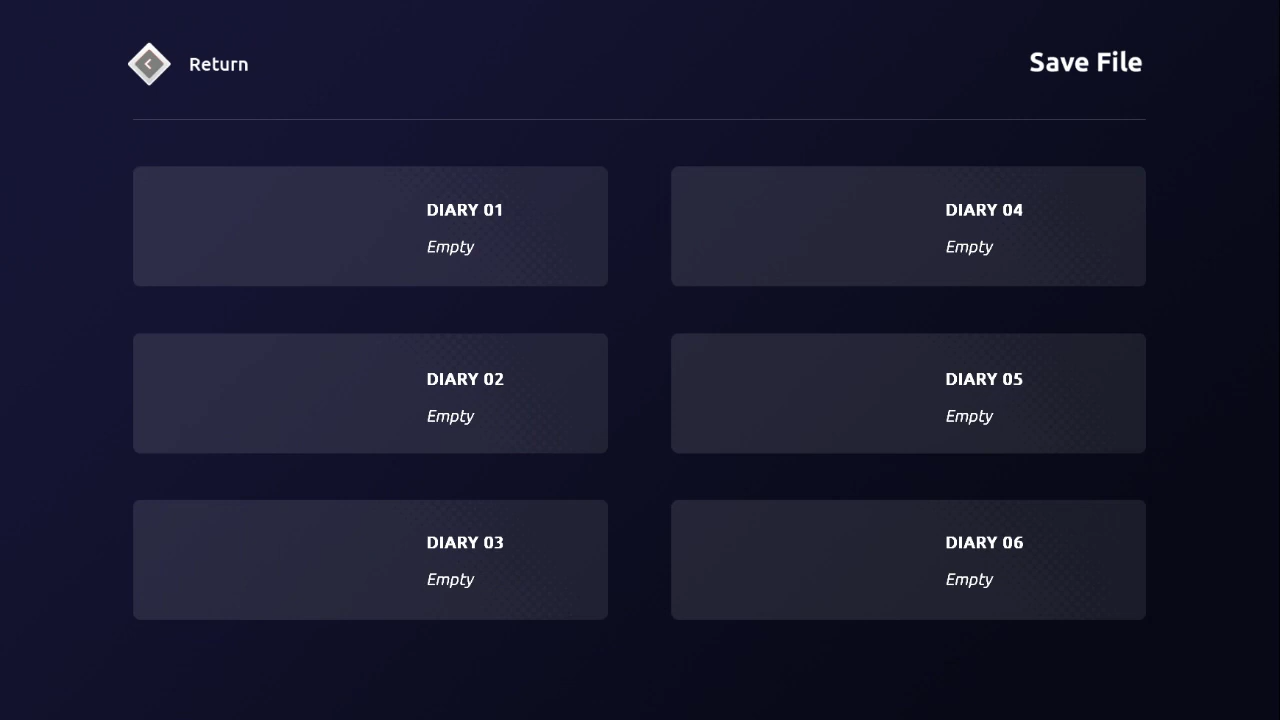 Return
Save File
DIARY 01
Empty
DIARY 04
Empty
DIARY 02
Empty
DIARY 05
Empty
DIARY 03
Empty
DIARY 06
Empty